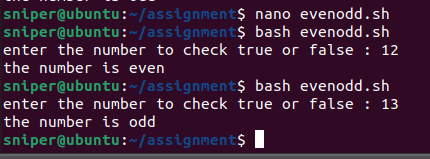 sniper@ubuntu:~/assignment$ nano evenodd.sh
sniper@ubuntu:~/assignment$ bash evenodd.sh
enter the number to check true or false : 12
the number is even
sniper@ubuntu:~/assignment$ bash evenodd.sh
enter the number to check true or false : 13
the number is odd
sniper@ubuntu:~/assignment$